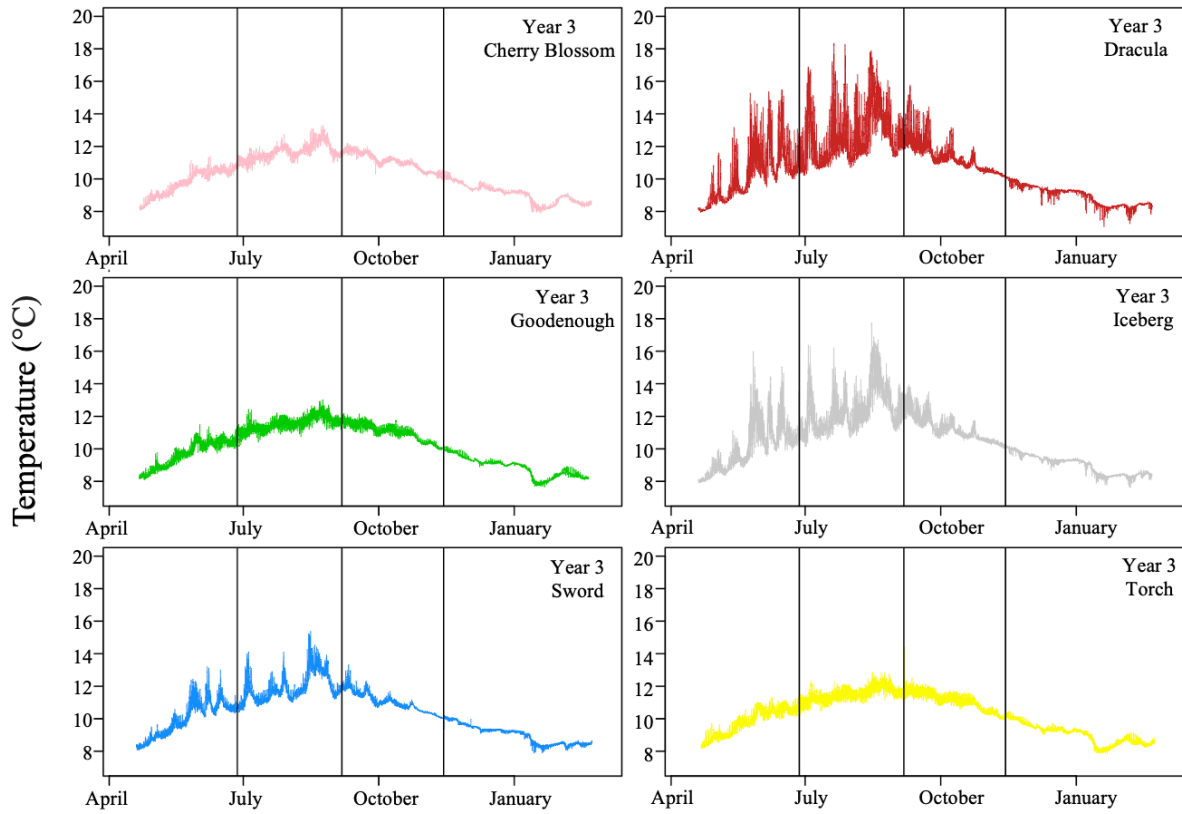 Temperature (°C)
Year 3
Cherry Blossom
20
18
16
14
12
10
8
April
July
October
January
Year 3
Dracula
20
18
16
14
12
10
8
April
July
October
January
Year 3
Goodenough
20
18
16
14
12
10
8
April
July
October
January
Year 3
Iceberg
20
18
16
14
12
10
8
April
July
October
January
Year 3
Sword
20
18
16
14
12
10
8
April
July
October
January
Year 3
Torch
20
18
16
14
12
10
8
April
July
October
January